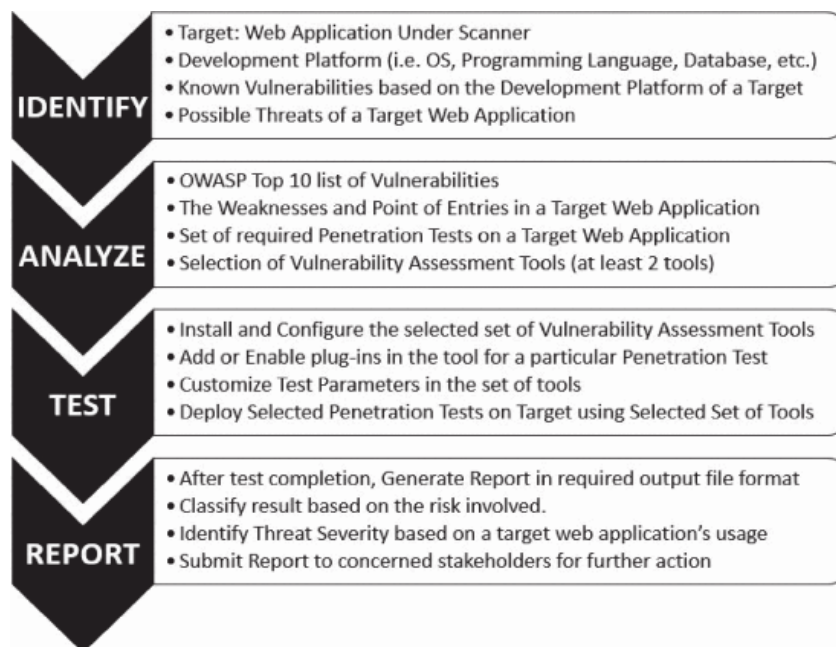 IDENTIFY
• Target: Web Application Under Scanner
• Development Platform (i.e. OS, Programming Language, Database, etc.)
• Known Vulnerabilities based on the Development Platform of a Target
• Possible Threats of a Target Web Application
ANALYZE
• OWASP Top 10 list of Vulnerabilities
• The Weaknesses and Point of Entries in a Target Web Application
• Set of required Penetration Tests on a Target Web Application
• Selection of Vulnerability Assessment Tools (at least 2 tools)
TEST
• Install and Configure the selected set of Vulnerability Assessment Tools
• Add or Enable plug-ins in the tool for a particular Penetration Test
• Customize Test Parameters in the set of tools
• Deploy Selected Penetration Tests on Target using Selected Set of Tools
REPORT
• After test completion, Generate Report in required output file format
• Classify result based on the risk involved.
• Identify Threat Severity based on a target web application’s usage
• Submit Report to concerned stakeholders for further action